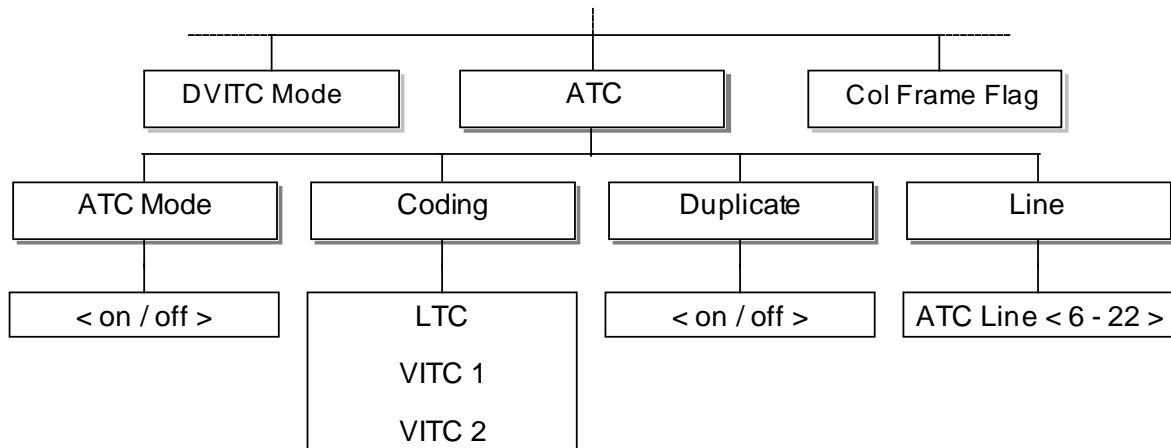 DVITC Mode
ATC
Col Frame Flag
ATC Mode
Coding
Duplicate
Line
< on / off >
LTC
VITC 1
VITC 2
< on / off >
ATC Line < 6 - 22 >